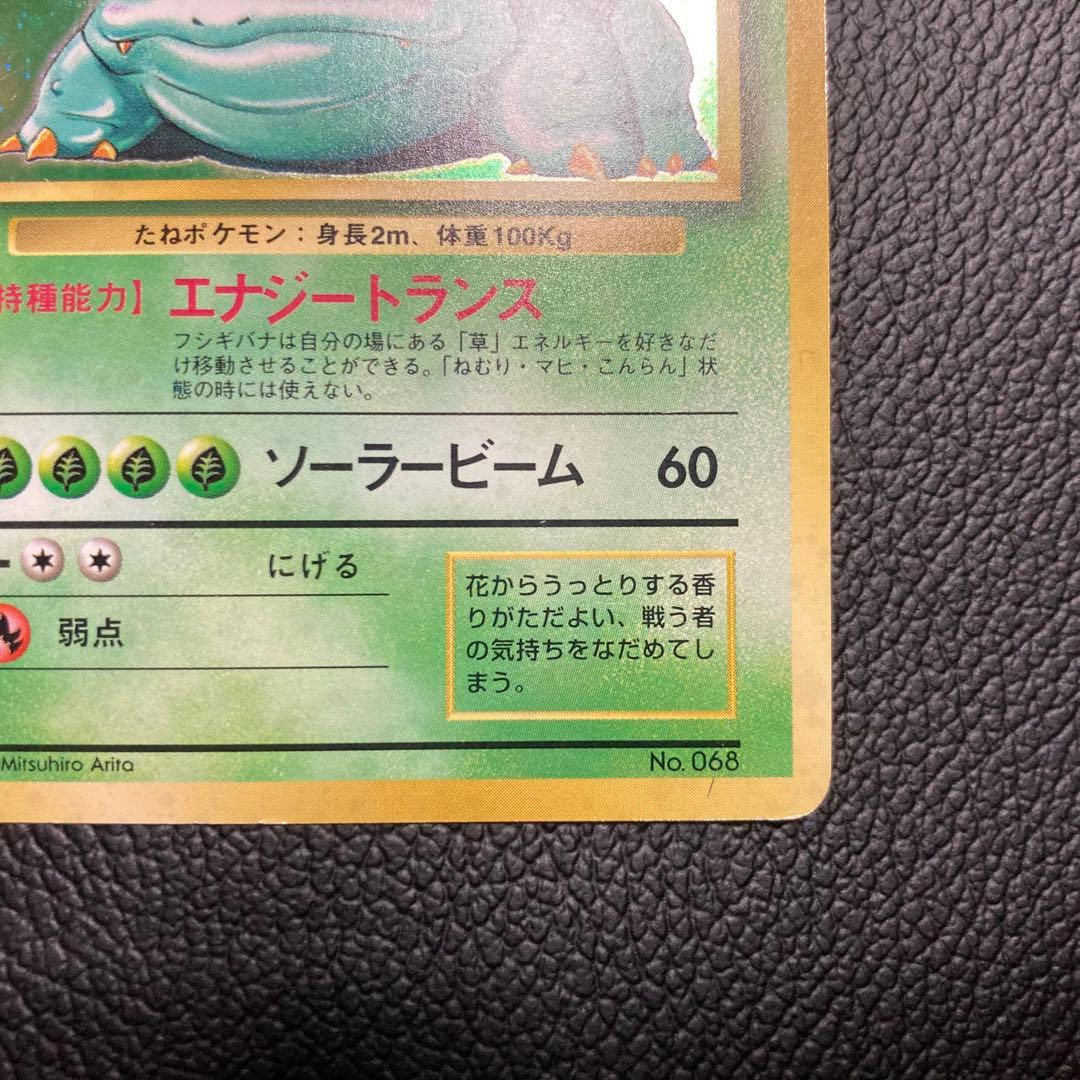 たねポケモン：身長2m、体重100Kg
特種能力】 エナジートランス
フシギバナは自分の場にある「草」エネルギーを好きなだ
け移動させることができる。「ねむり・マヒ・こんらん」状
態の時には使えない。
ソーラービーム 60
にげる
弱点
花からうっとりする香
りがただよい、戦う者
の気持ちをなだめてし
まう。
Mitsuhiro Arita
No. 068